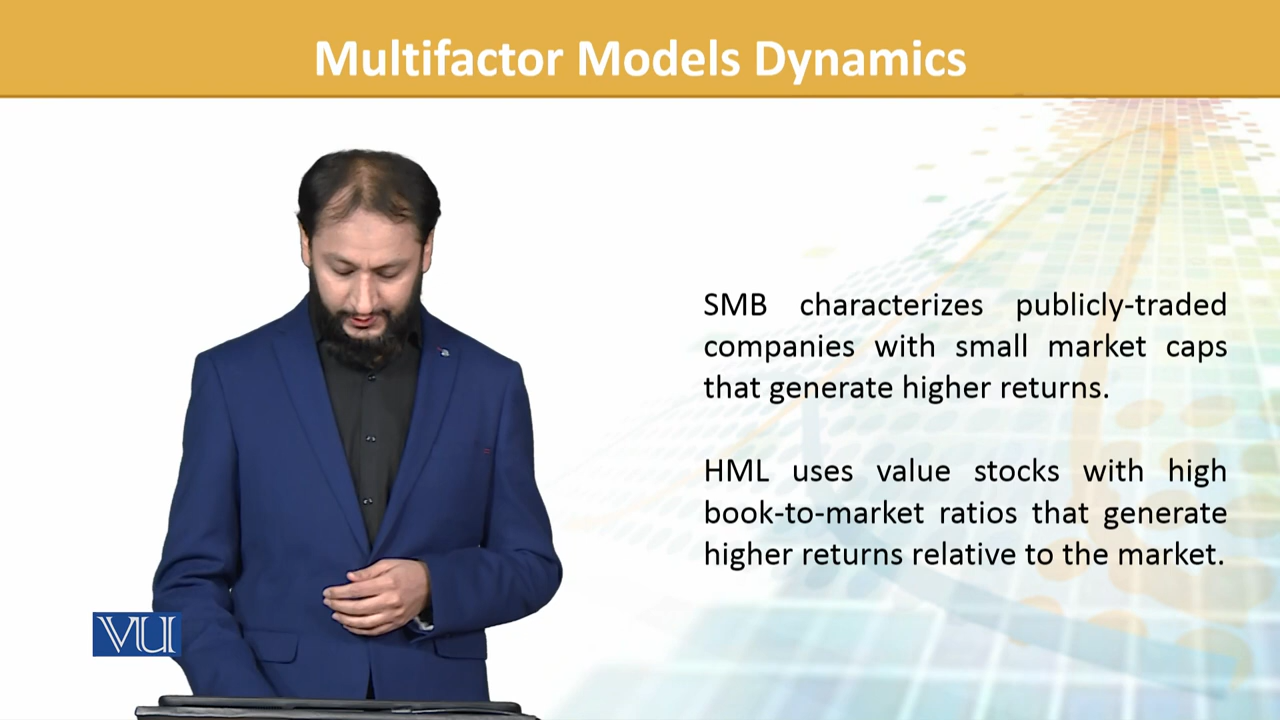 Multifactor Models Dynamics
SMB characterizes publicly-traded
companies with small market caps
that generate higher returns.
HML uses value stocks with high
book-to-market ratios that generate
higher returns relative to the market.
VU